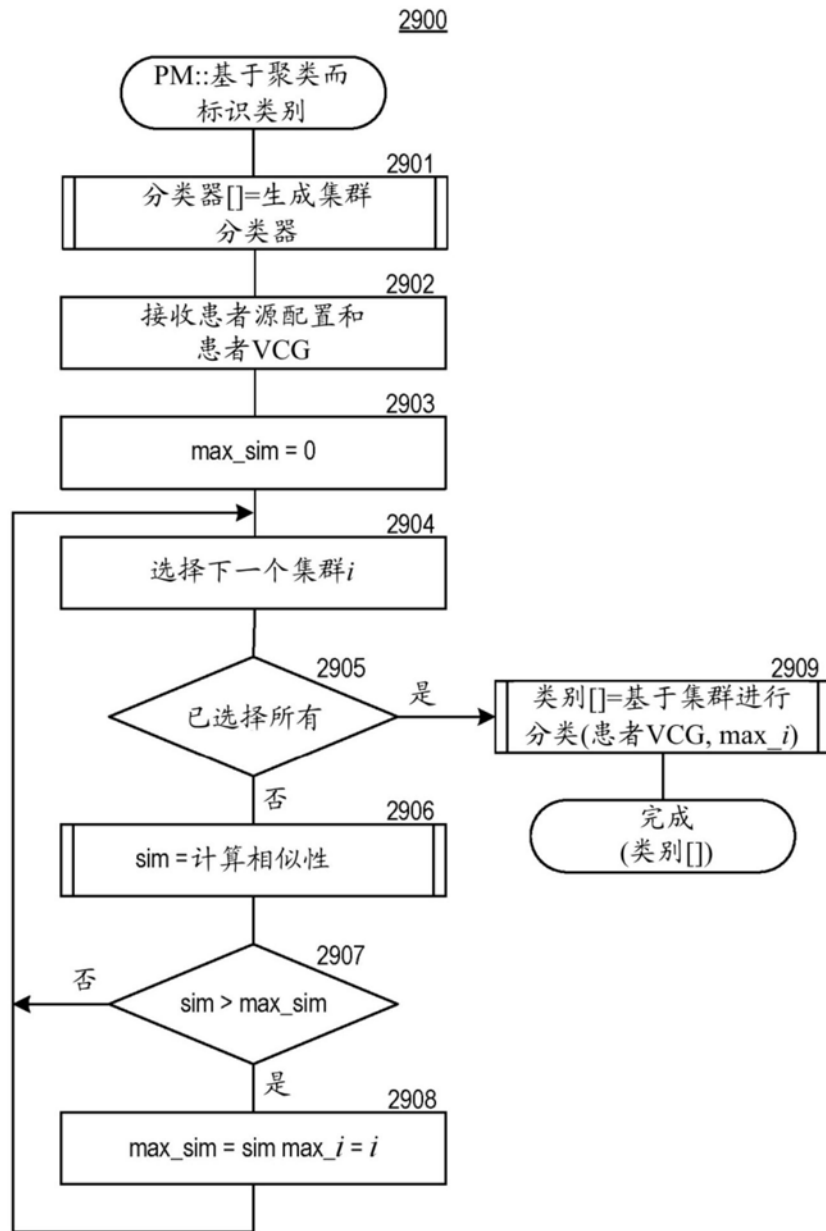 2900
PM::基于聚类而
标识类别
2901
分类器[]=生成集群
分类器
2902
接收患者源配置和
患者VCG
2903
max_sim = 0
2904
选择下一个集群i
2905
已选择所有
是
否
2909
类别[]=基于集群进行
分类(患者VCG, max_i)
完成
(类别[])
2906
sim =计算相似性
2907
sim > max_sim
否
是
2908
max_sim = sim max_i = i